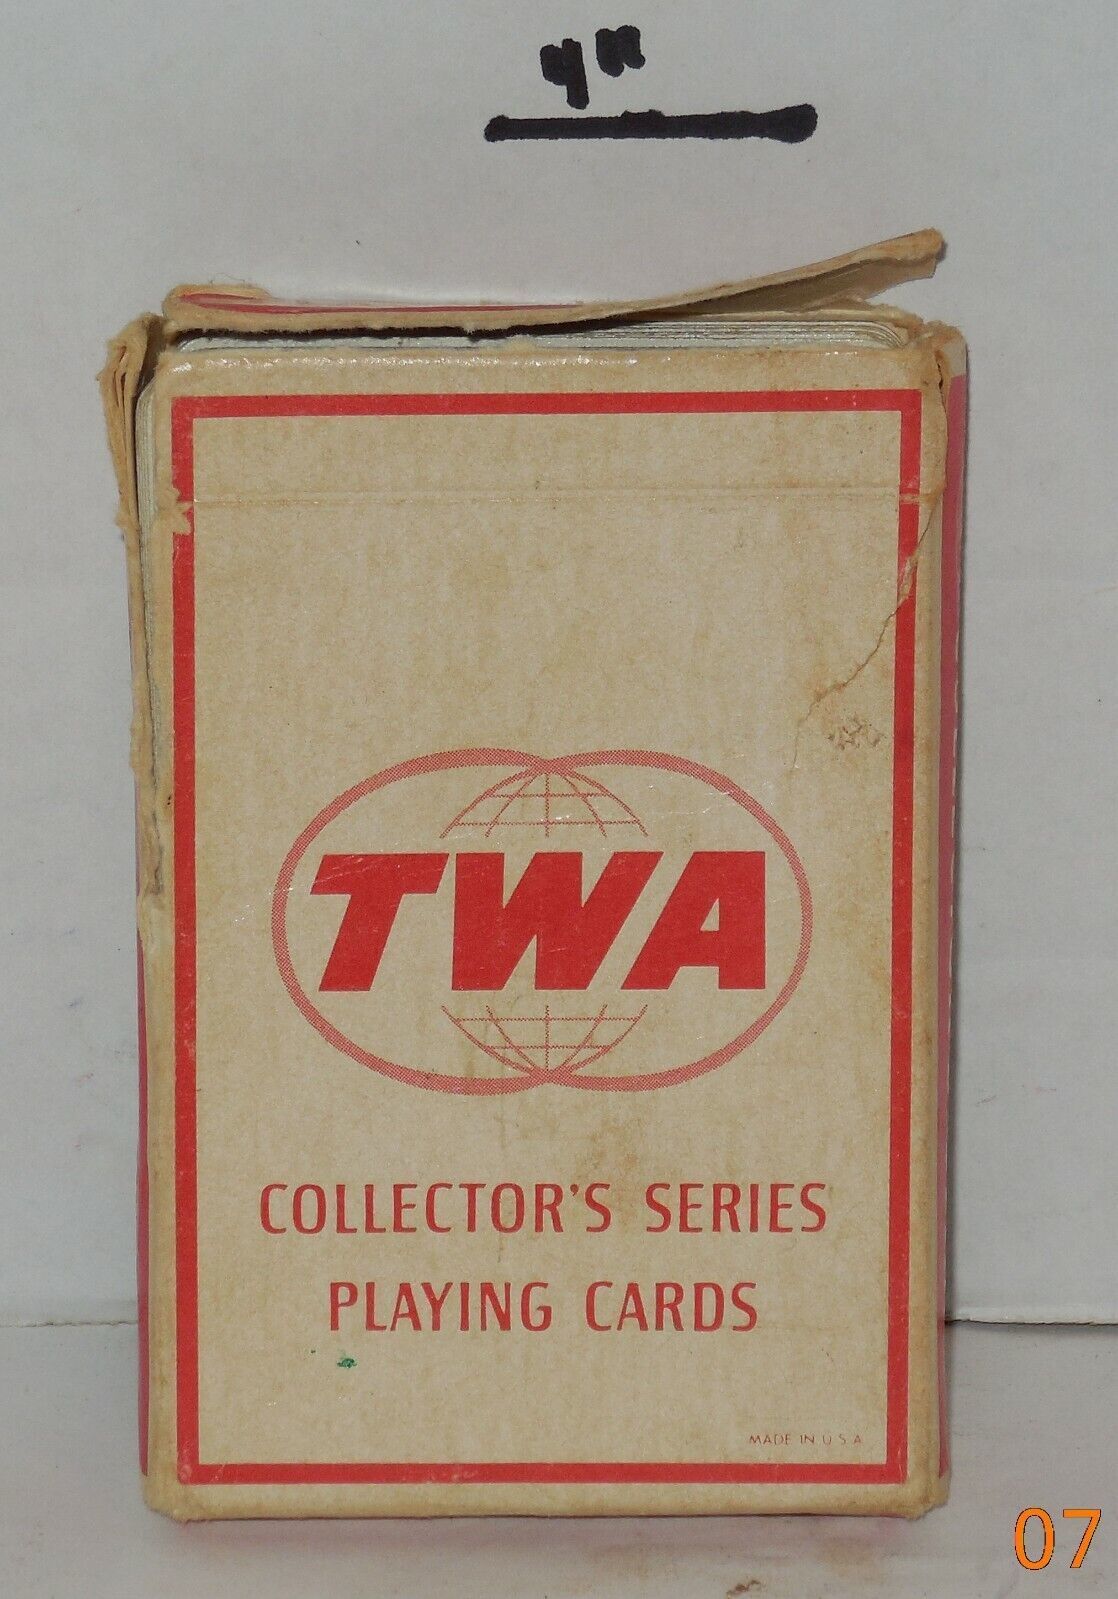 4"
TWA
COLLECTOR'S SERIES
PLAYING CARDS
MADE IN U.S.A.
07